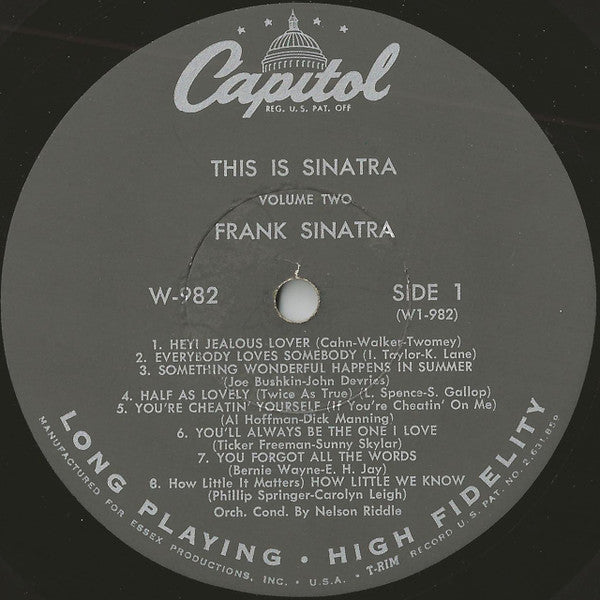 Capitol
REG. U. S. PAT. OFF
THIS IS SINATRA
VOLUME TWO
FRANK SINATRA
W-982
SIDE 1
(W1-982)
1. HEY! JEALOUS LOVER (Cahn-Walker-Twomey)
2. EVERYBODY LOVES SOMEBODY (I. Taylor-K. Lane)
3. SOMETHING WONDERFUL HAPPENS IN SUMMER
(Joe Bushkin-John Devries)
4. HALF AS LOVELY (Twice As True) (L. Spence-S. Gallop)
5. YOU'RE CHEATIN' YOURSELF (If You're Cheatin' On Me)
(Al Hoffman-Dick Manning)
6. YOU'LL ALWAYS BE THE ONE I LOVE
(Ticker Freeman-Sunny Skylar)
7. YOU FORGOT ALL THE WORDS
(Bernie Wayne-E. H. Jay)
8. How Little It Matters) HOW LITTLE WE KNOW
(Phillip Springer-Carolyn Leigh)
Orch. Cond. By Nelson Riddle
LONG PLAYING • HIGH FIDELITY
MANUFACTURED FOR ESSEX PRODUCTIONS, INC. • U.S.A. • T-RIM RECORD U.S. PAT. NO. 2,631,859